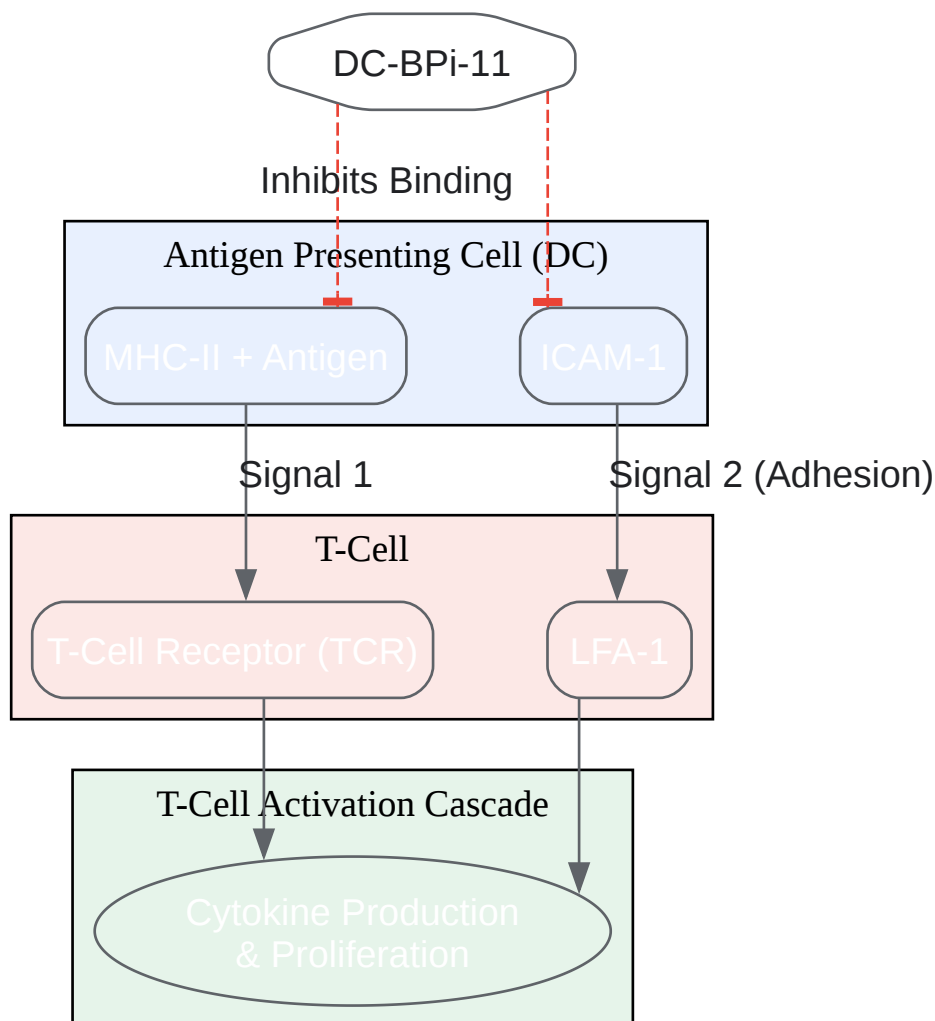 DC-BPi-11
Inhibits Binding
Antigen Presenting Cell (DC)
MHC-II + Antigen
ICAM-1
Signal 1
Signal 2 (Adhesion)
T-Cell
T-Cell Receptor (TCR)
LFA-1
T-Cell Activation Cascade
Cytokine Production
& Proliferation